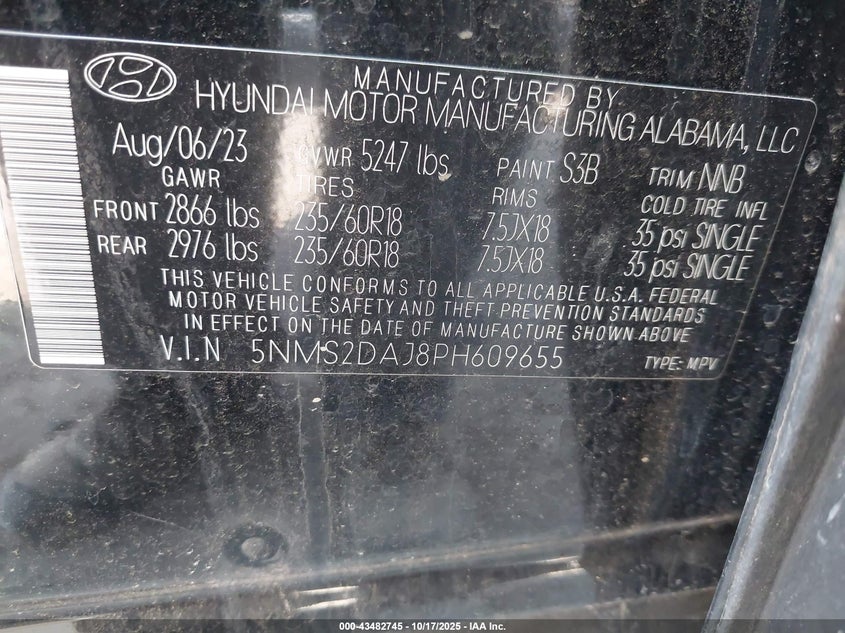 MANUFACTURED BY
HYUNDAI MOTOR MANUFACTURING ALABAMA, LLC
Aug/06/23 GVWR 5247 lbs PAINT S3B TRIM NNB
GAWR TIRES RIMS COLD TIRE INFL
FRONT 2866 lbs 235/60R18 7.5JX18 35 psi SINGLE
REAR 2976 lbs 235/60R18 7.5JX18 35 psi SINGLE
THIS VEHICLE CONFORMS TO ALL APPLICABLE U.S.A. FEDERAL
MOTOR VEHICLE SAFETY AND THEFT PREVENTION STANDARDS
IN EFFECT ON THE DATE OF MANUFACTURE SHOWN ABOVE
V.I.N 5NMS2DAJ8PH609655 TYPE: MPV
000-43482745 - 10/17/2025 - IAA Inc.